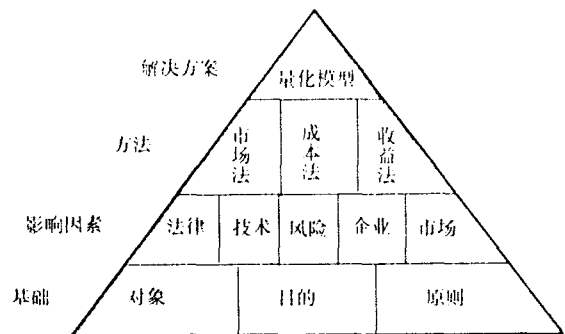 解决方案
量化模型
方法
市场法 成本法 收益法
影响因素
法律 技术 风险 企业 市场
基础
对象 目的 原则